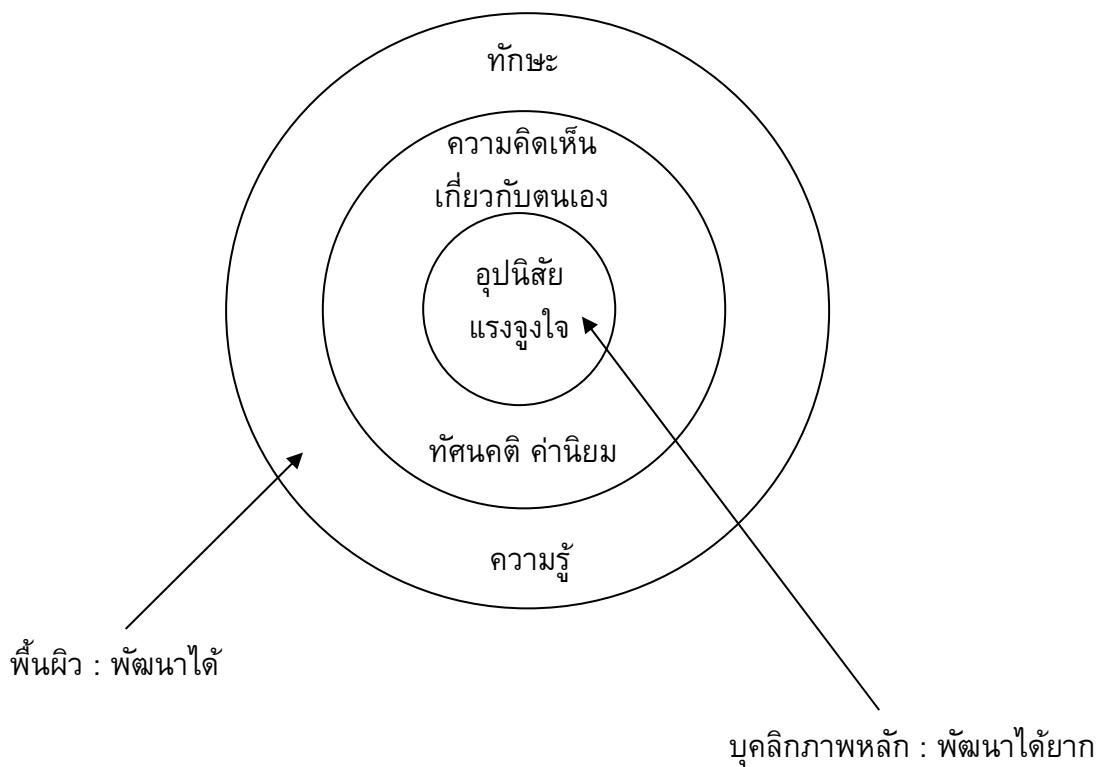 ทักษะ
ความคิดเห็น
เกี่ยวกับตนเอง
อุปนิสัย
แรงจูงใจ
ทัศนคติ ค่านิยม
ความรู้
พื้นผิว : พัฒนาได้
บุคลิกภาพหลัก : พัฒนาได้ยาก